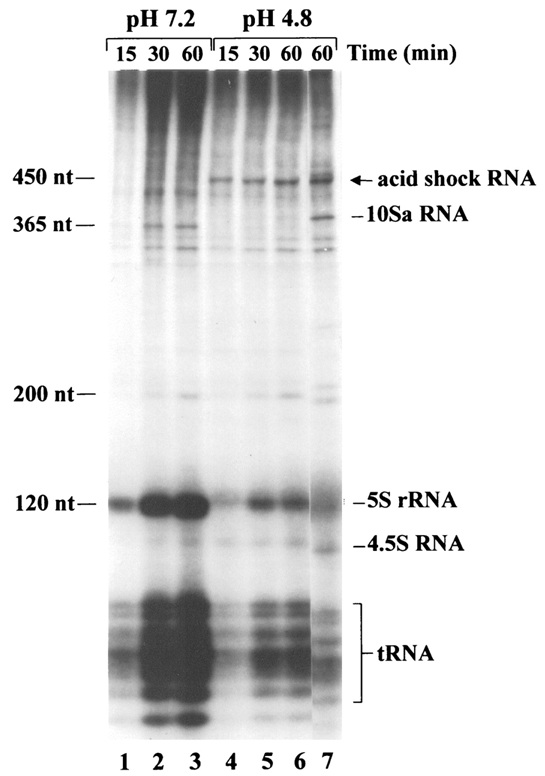 pH 7.2 pH 4.8
15 30 60 15 30 60 60 Time (min)
450 nt
acid shock RNA
10Sa RNA
365 nt
200 nt
120 nt
5S rRNA
4.5S RNA
tRNA
1 2 3 4 5 6 7